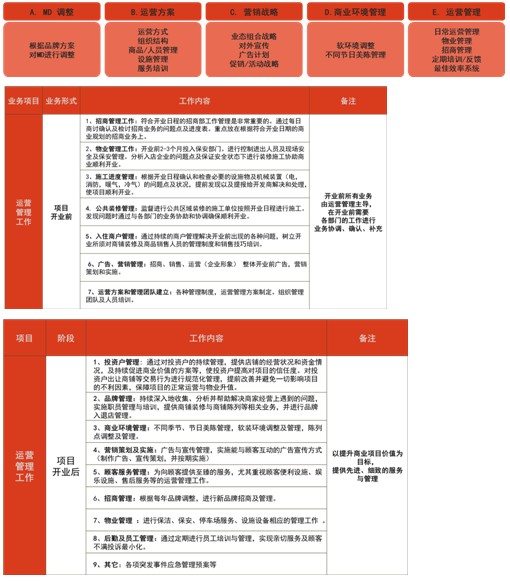 A. MD 调整
根据品牌方案
对MD进行调整
B.运营方案
运营方式
组织结构
商品/人员管理
设施管理
服务培训
C. 营销战略
业态组合战略
对外宣传
广告计划
促销/活动战略
D.商业环境管理
软环境调整
不同节日美陈管理
E. 运营管理
日常运营管理
物业管理
招商管理
定期培训/反馈
最佳效率系统
业务项目 业务形式 工作内容 备注
运营
管理
工作
项目
开业前
1、招商管理工作：符合开业日程的招商部工作管理是非常重要的。通过每日
商讨确认及检讨招商业务的问题点及进度表、重点放在根据符合开业日期的商
业规划的招商业务上。
2、物业管理工作：开业前2-3个月投入保安部门，进行控制进出人员及现场安
全及保安管理。分析入店企业的问题点及保证安全状态下进行装修施工协助商
业顺利开业。
3、施工进度管理：根据开业日程确认和检查必要的设施物及机械装置（电，
消防、暖气，冷气）的问题点及状况，提前发现以及提报给开发商解决和处理，
使项目顺利开业。
4．公共装修管理：监督进行公共区域装修的施工单位按照开业日程进行施工、
发现问题时通过与各部门的业务协助和协调确保顺利开业。
5、入住商户管理：通过持续的商户管理解决开业前出现的各种问题，树立开
业所须对商铺装修及商品销售人员的管理制度和销售技巧培训。
6、广告、营销管理：招商、销售、运营（企业形象） 整体开业前广告，营销
策划和实施。
7、运营方案和管理团队建立：各种管理制度，运营管理方案制定。组织管理
团队及人员培训。
开业前所有业务
由运营管理主导，
在开业前需要
各部门的工作进行
业务协调、确认、补充
项目 阶段 工作内容 备注
运营
管理
工作
项目
开业后
1、投资户管理：通过对投资户的持续管理，提供店铺的经营状况和资金情
况，及持续促进商业价值的方案等，使投资户提高对项目的信任度。对投
资户出让商铺等交易行为进行规范化管理，提前改善并避免一切影响项目
的不利因素，保障项目的正常运营与物业升值。
2、品牌管理：持续深入地收集、分析并帮助解决商家经营上遇到的问题，
实施职员管理与培训，提供商铺装修与商铺陈列等相关业务，并进行品牌
入退店管理。
3、商业环境管理：不同季节、节日美陈管理，软装环境调整及管理，陈列
点调整及管理。
4、营销策划及实施：广告与宣传管理，实施能与顾客互动的广告宣传方式
（制作广告、宣传策划，并按期实施）
5、顾客服务管理：为向顾客提供至臻的服务，尤其重视顾客便利设施、娱
乐设施、售后服务等的运营管理工作。
6、招商管理：根据每年品牌调整，进行新品牌招商及管理。
7、物业管理 ：进行保洁、保安、停车场服务、设施设备相应的管理工作 。
8、后勤及员工管理：通过定期进行员工培训与管理，实现亲切服务及顾客
不满投诉最小化。
9、其它：各项突发事件应急管理预案等
以提升商业项目价值为
目标，
提供先进、细致的服务
与管理